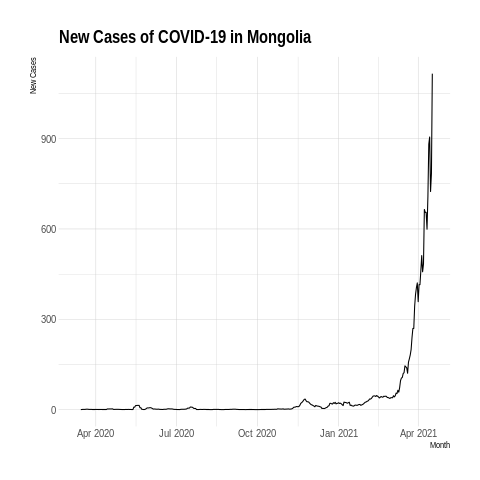 New Cases of COVID-19 in Mongolia
New Cases
900
600
300
0
Apr 2020 Jul 2020 Oct 2020 Jan 2021 Apr 2021
Month